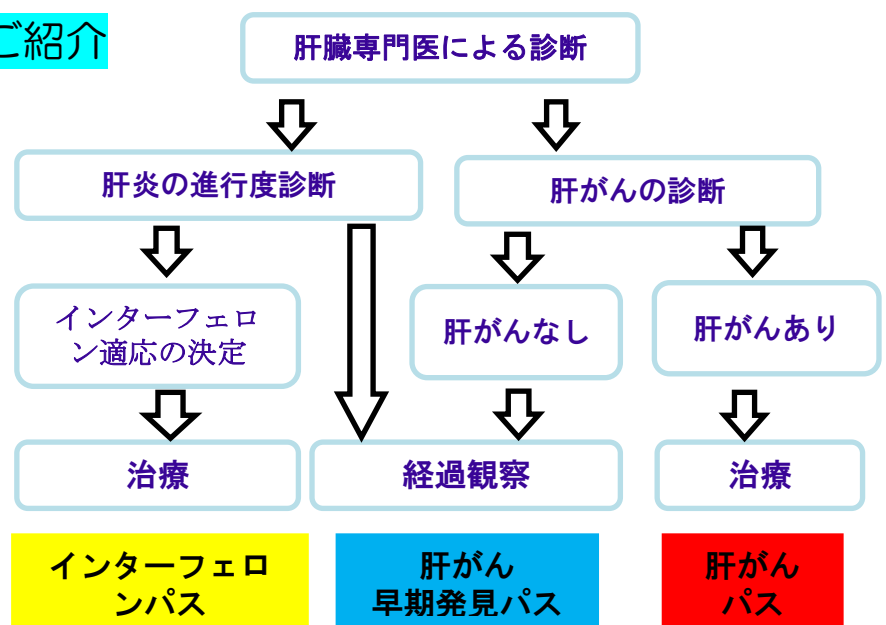 ご紹介
肝臓専門医による診断
肝炎の進行度診断
肝がんの診断
インターフェロ
ン適応の決定
肝がんなし
肝がんあり
治療
経過観察
治療
インターフェロ
ンパス
肝がん
早期発見パス
肝がん
パス